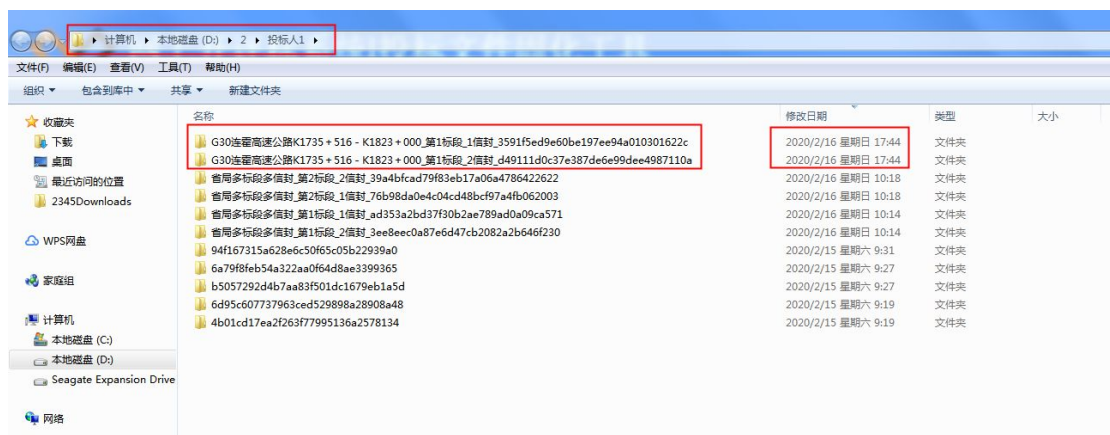 计算机 ▸ 本地磁盘 (D:) ▸ 2 ▸ 投标人1 ▸
文件(F) 编辑(E) 查看(V) 工具(T) 帮助(H)
组织 包含到库中 共享 新建文件夹
名称 修改日期 类型 大小
收藏夹
下载
桌面
最近访问的位置
2345Downloads
WPS网盘
家庭组
计算机
本地磁盘 (C:)
本地磁盘 (D:)
Seagate Expansion Drive
网络
G30连霍高速公路K1735+516 - K1823+000_第1标段_1信封_3591f5ed9e60be197ee94a010301622c 2020/2/16 星期日 17:44 文件夹
G30连霍高速公路K1735+516 - K1823+000_第1标段_2信封_d49111d0c37e387de6e99dee4987110a 2020/2/16 星期日 17:44 文件夹
省局多标段多信封_第2标段_2信封_39a4bfcad79f83eb17a06a4786422622 2020/2/16 星期日 10:18 文件夹
省局多标段多信封_第2标段_1信封_76b98da0e4c04cd48bcf97a4fb062003 2020/2/16 星期日 10:18 文件夹
省局多标段多信封_第1标段_2信封_ad353a2bd37f30b2ae789ad0a09ca571 2020/2/16 星期日 10:14 文件夹
省局多标段多信封_第1标段_1信封_3ee8eec0a87e6d47cb2082a2b646f230 2020/2/16 星期日 10:14 文件夹
94f167315a628e6c50f65c05b22939a0 2020/2/15 星期六 9:31 文件夹
6a79f8feb54a322aa0f64d8ae3399365 2020/2/15 星期六 9:27 文件夹
b5057292d4b7aa83f501dc1679eb1a5d 2020/2/15 星期六 9:27 文件夹
6d95c607737963ced529898a28908a48 2020/2/15 星期六 9:19 文件夹
4b01cd17ea2f263f77995136a2578134 2020/2/15 星期六 9:19 文件夹